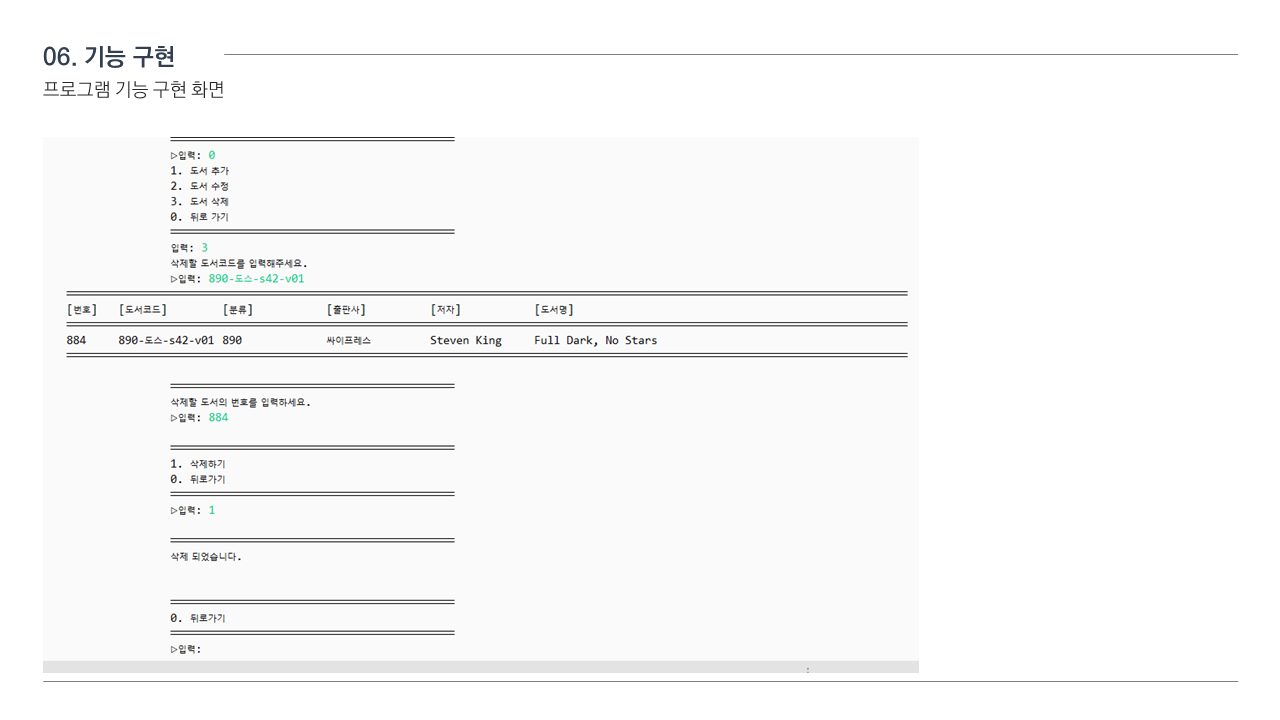 06. 기능 구현
프로그램 기능 구현 화면
▷입력: 0
1. 도서 추가
2. 도서 수정
3. 도서 삭제
0. 뒤로 가기
입력: 3
삭제할 도서코드를 입력해주세요.
▷입력: 890-도스-s42-v01
[번호] [도서코드] [분류] [출판사] [저자] [도서명]
884 890-도스-s42-v01 890 싸이프레스 Steven King Full Dark, No Stars
삭제할 도서의 번호를 입력하세요.
▷입력: 884
1. 삭제하기
0. 뒤로가기
▷입력: 1
삭제 되었습니다.
0. 뒤로가기
▷입력: